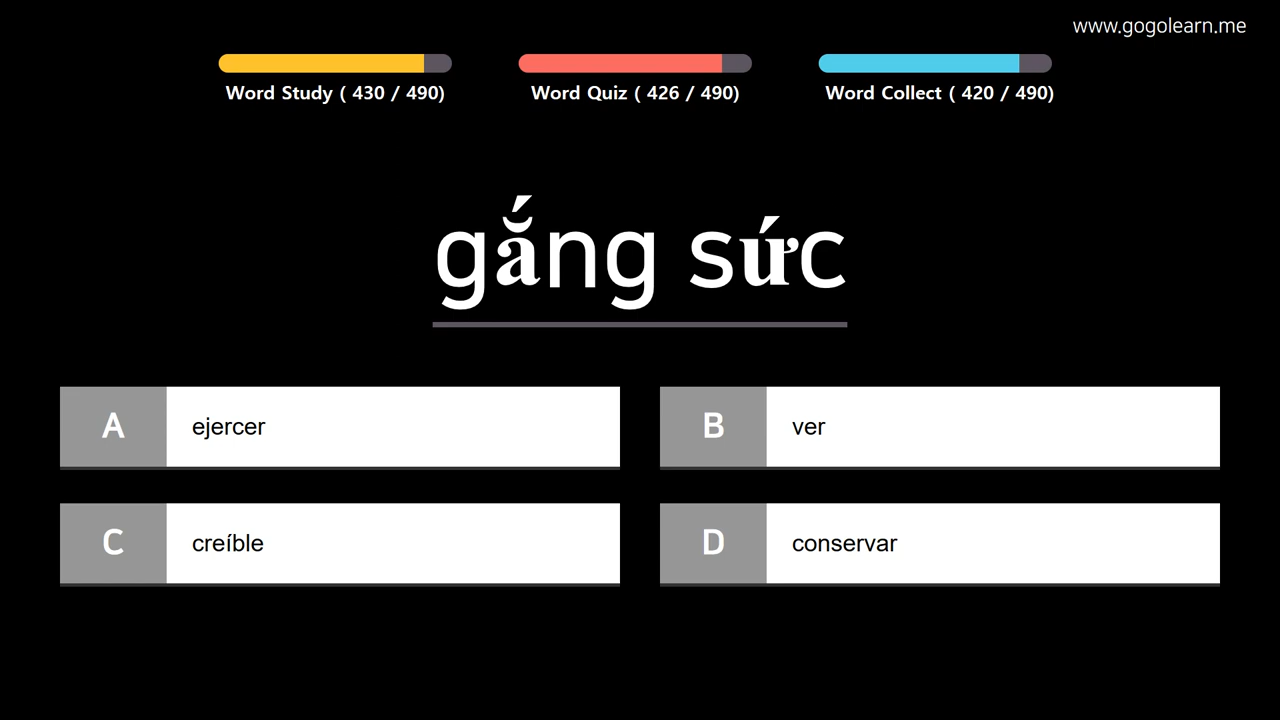 www.gogolearn.me
Word Study ( 430 / 490)
Word Quiz ( 426 / 490)
Word Collect ( 420 / 490)
gắng sức
A ejercer
B ver
C creíble
D conservar